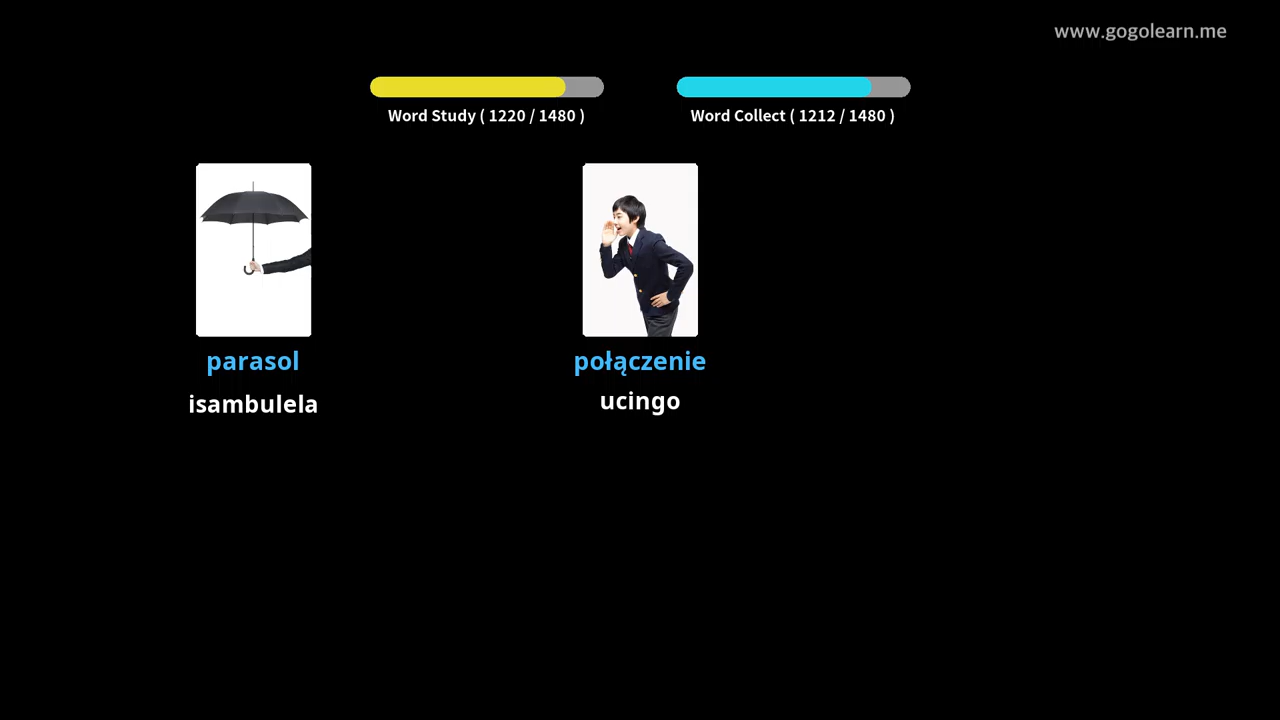 www.gogolearn.me
Word Study ( 1220 / 1480 )
Word Collect ( 1212 / 1480 )
parasol
isambulela
połączenie
ucingo